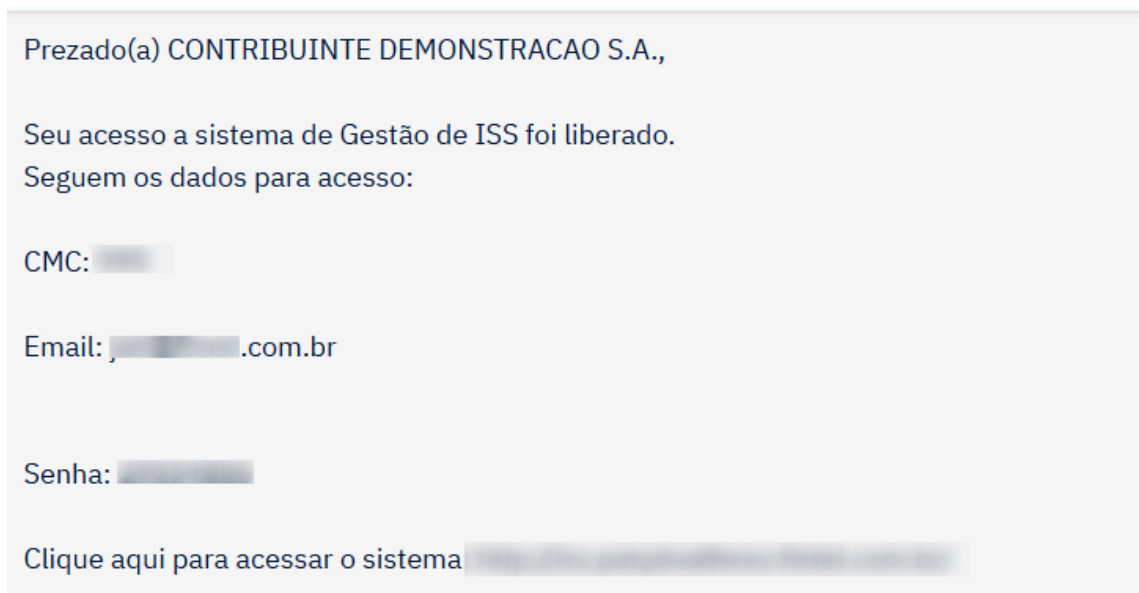 Prezado(a) CONTRIBUINTE DEMONSTRACAO S.A.,
Seu acesso a sistema de Gestão de ISS foi liberado.
Seguem os dados para acesso:
CMC:
Email: .com.br
Senha:
Clique aqui para acessar o sistema: